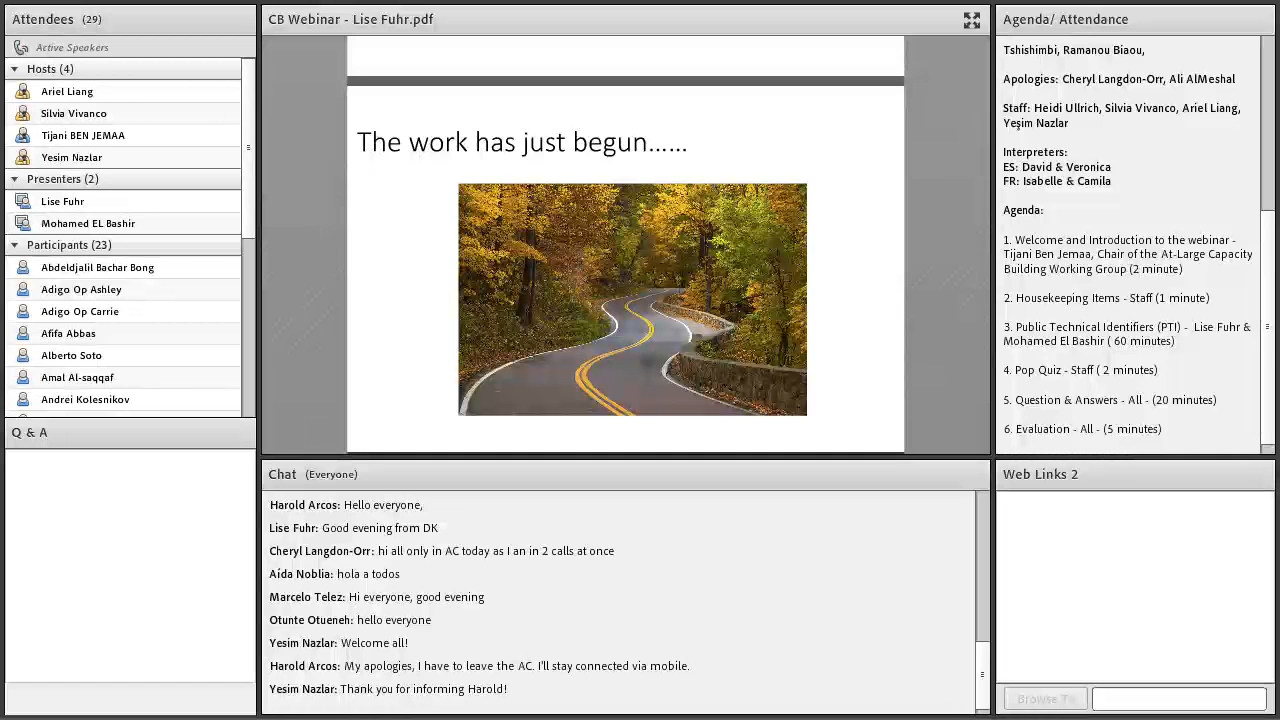 Attendees (29)
Active Speakers
Hosts (4)
Ariel Liang
Silvia Vivanco
Tijani BEN JEMAA
Yesim Nazlar
Presenters (2)
Lise Fuhr
Mohamed EL Bashir
Participants (23)
Abdeldjalil Bachar Bong
Adigo Op Ashley
Adigo Op Carrie
Afifa Abbas
Alberto Soto
Amal Al-saqqaf
Andrei Kolesnikov
Q & A
CB Webinar - Lise Fuhr.pdf
The work has just begun......
Chat (Everyone)
Harold Arcos: Hello everyone,
Lise Fuhr: Good evening from DK
Cheryl Langdon-Orr: hi all only in AC today as I an in 2 calls at once
Aída Noblia: hola a todos
Marcelo Telez: Hi everyone, good evening
Otunte Otueneh: hello everyone
Yesim Nazlar: Welcome all!
Harold Arcos: My apologies, I have to leave the AC. I'll stay connected via mobile.
Yesim Nazlar: Thank you for informing Harold!
Agenda/ Attendance
Tshishimbi, Ramanou Biaou,
Apologies: Cheryl Langdon-Orr, Ali AlMeshal
Staff: Heidi Ullrich, Silvia Vivanco, Ariel Liang,
Yeşim Nazlar
Interpreters:
ES: David & Veronica
FR: Isabelle & Camila
Agenda:
1. Welcome and Introduction to the webinar -
Tijani Ben Jemaa, Chair of the At-Large Capacity
Building Working Group (2 minute)
2. Housekeeping Items - Staff (1 minute)
3. Public Technical Identifiers (PTI) - Lise Fuhr &
Mohamed El Bashir ( 60 minutes)
4. Pop Quiz - Staff ( 2 minutes)
5. Question & Answers - All - (20 minutes)
6. Evaluation - All - (5 minutes)
Web Links 2
Browse To